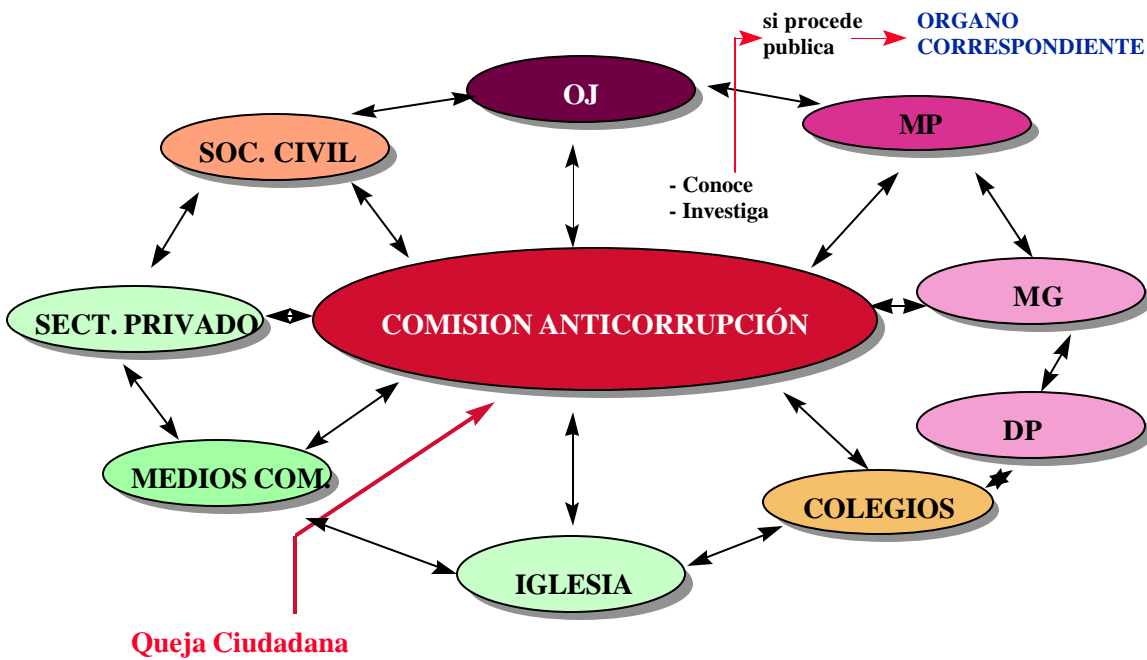 si procede
publica
ORGANO
CORRESPONDIENTE
OJ
MP
SOC. CIVIL
- Conoce
- Investiga
MG
SECT. PRIVADO
COMISION ANTICORRUPCIÓN
DP
MEDIOS COM.
COLEGIOS
IGLESIA
Queja Ciudadana